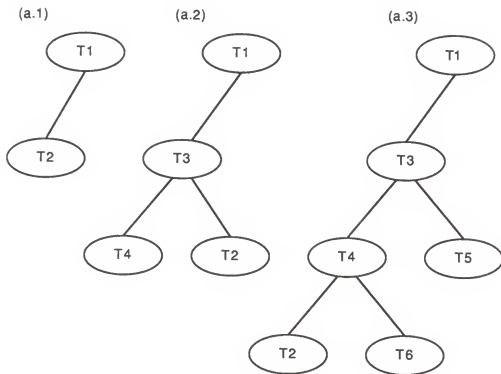 (a.1) (a.2) (a.3)
T1 T1 T1
T2 T3 T3
T4 T2 T4 T5
T2 T6